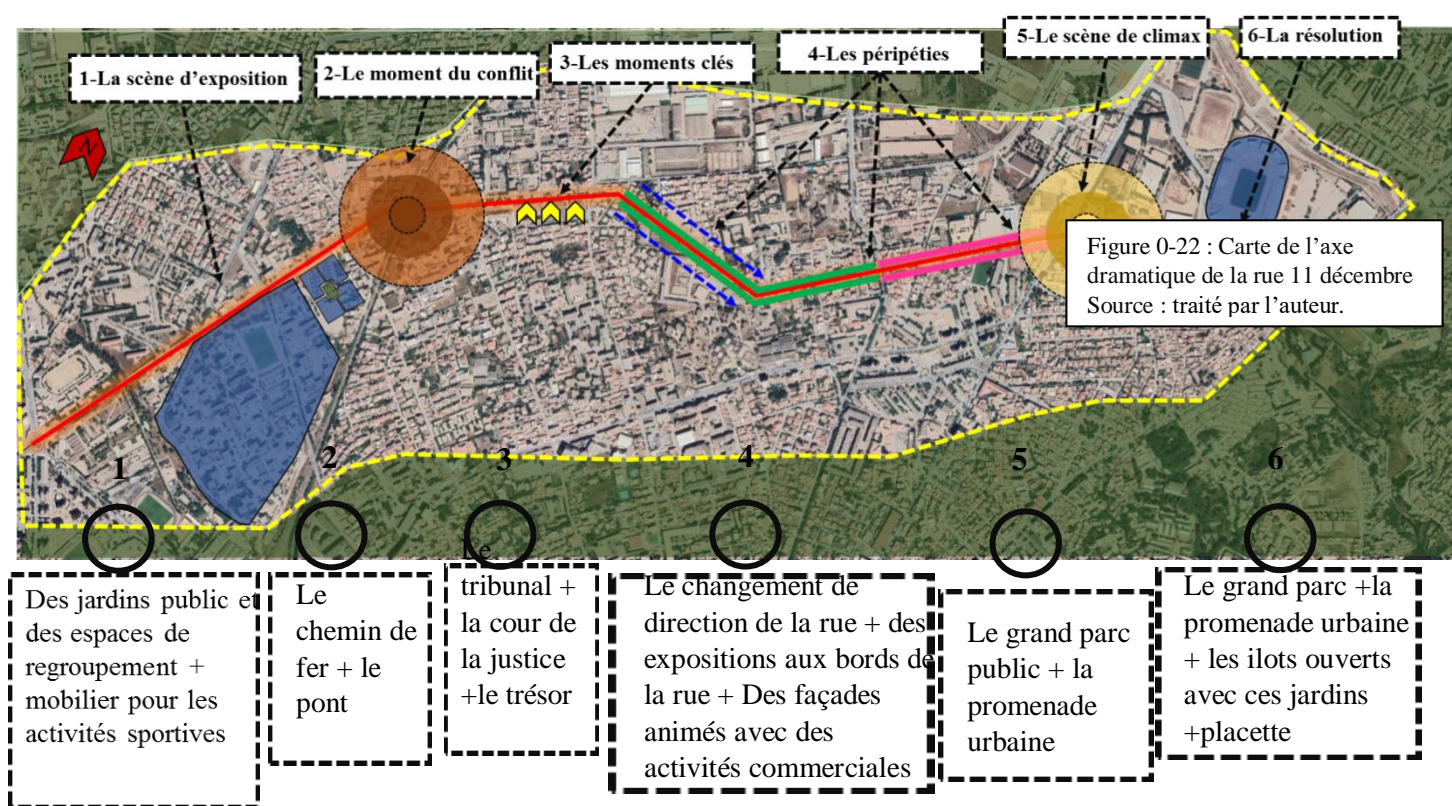 1-La scène d'exposition
2-Le moment du conflit
3-Les moments clés
4-Les péripéties
5-Le scène de climax
6-La résolution
N
Figure 0-22 : Carte de l'axe
dramatique de la rue 11 décembre
Source : traité par l'auteur.
1
2
3
4
5
6
Des jardins public et
des espaces de
regroupement +
mobilier pour les
activités sportives
Le
chemin de
fer + le
pont
Le
tribunal +
la cour de
la justice
+le trésor
Le changement de
direction de la rue + des
expositions aux bords de
la rue + Des façades
animés avec des
activités commerciales
Le grand parc
public + la
promenade
urbaine
Le grand parc +la
promenade urbaine
+ les ilots ouverts
avec ces jardins
+placette